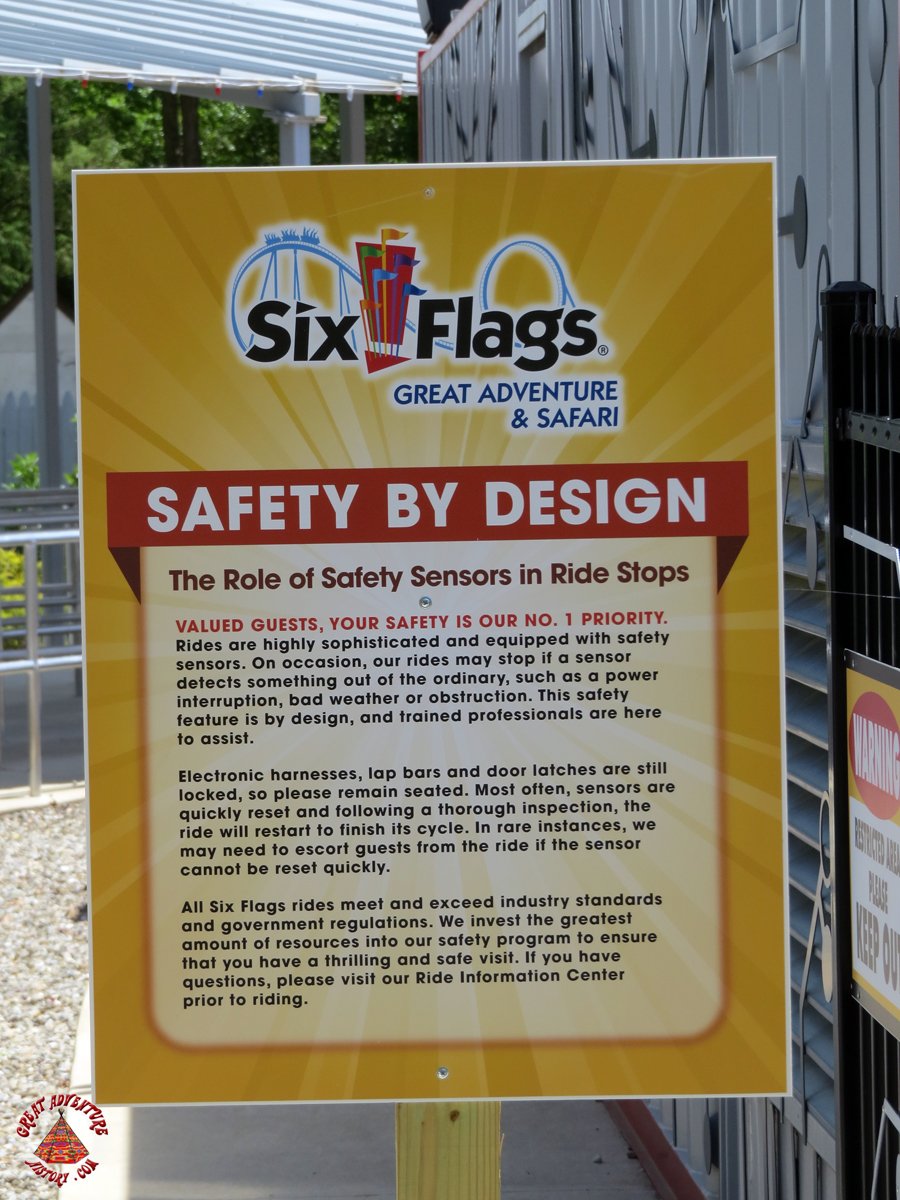 Six Flags®
GREAT ADVENTURE
& SAFARI
SAFETY BY DESIGN
The Role of Safety Sensors in Ride Stops
VALUED GUESTS, YOUR SAFETY IS OUR NO. 1 PRIORITY.
Rides are highly sophisticated and equipped with safety
sensors. On occasion, our rides may stop if a sensor
detects something out of the ordinary, such as a power
interruption, bad weather or obstruction. This safety
feature is by design, and trained professionals are here
to assist.
Electronic harnesses, lap bars and door latches are still
locked, so please remain seated. Most often, sensors are
quickly reset and following a thorough inspection, the
ride will restart to finish its cycle. In rare instances, we
may need to escort guests from the ride if the sensor
cannot be reset quickly.
All Six Flags rides meet and exceed industry standards
and government regulations. We invest the greatest
amount of resources into our safety program to ensure
that you have a thrilling and safe visit. If you have
questions, please visit our Ride Information Center
prior to riding.
WARNING
RESTRICTED AREA
PLEASE
KEEP OUT
GREAT ADVENTURE
HISTORY.COM